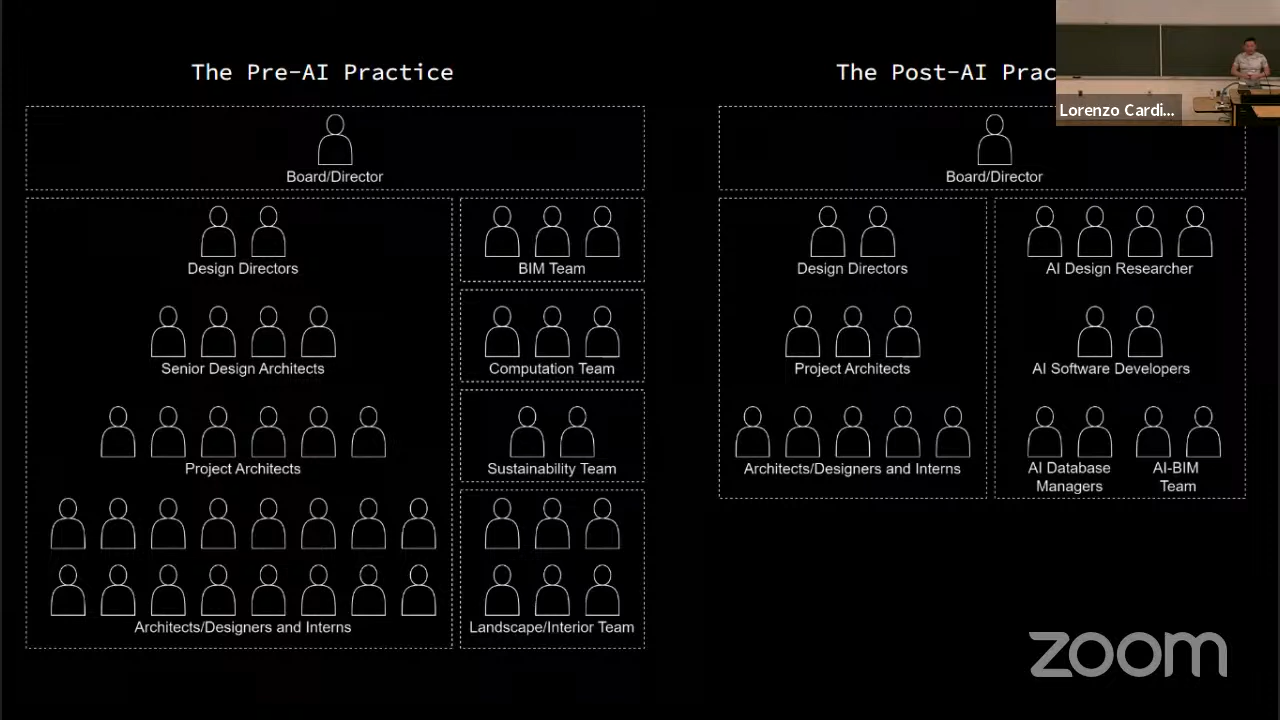 The Pre-AI Practice
Board/Director
Design Directors
Senior Design Architects
Project Architects
Architects/Designers and Interns
BIM Team
Computation Team
Sustainability Team
Landscape/Interior Team
The Post-AI Prac
Board/Director
Design Directors
Project Architects
Architects/Designers and Interns
AI Design Researcher
AI Software Developers
AI Database
Managers
AI-BIM
Team
Lorenzo Cardi...
zoom